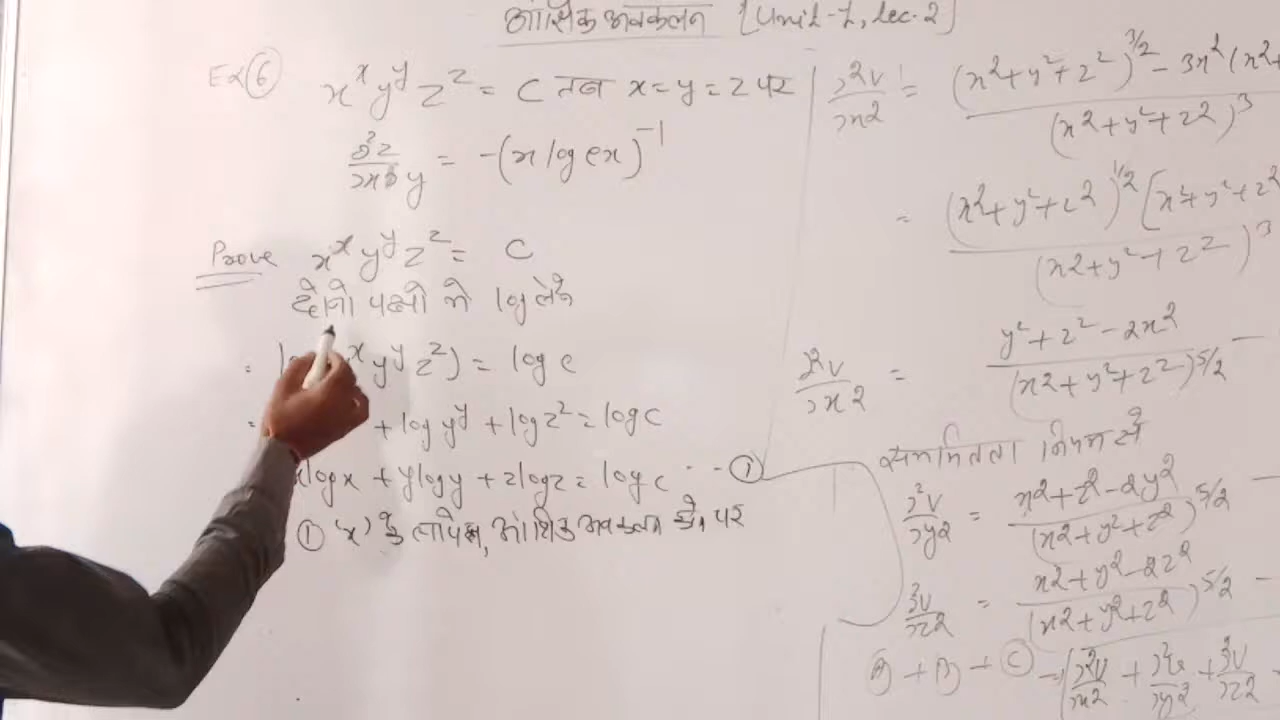 आंशिक अवकलन [Unit-1, Lec-2]
Ex ⑥ x^x y^y z^z = C तब x=y=z पर
∂²z/∂x∂y = -(x log ex)^-1
Prove x^x y^y z^z = C
दोनो पक्षो मे log लेने
x y^y z^z) = log c
+ log y^y + log z^z = log C
x log x + y log y + z log z = log c -- ①
① 'x' के सापेक्ष, आंशिक अवकलन पर
∂²V/∂x² = (x²+y²+z²)^3/2 - 3x²(x²+
(x²+y²+z²)^3
= (x²+y²+z²)^1/2 [x²+y²+z²
(x²+y²+z²)^3
∂²V/∂x² = y²+z²-2x²
(x²+y²+z²)^5/2 -
सममितता नियम से
∂²V/∂y² = x²+z²-2y²
(x²+y²+z²)^5/2 -
∂²V/∂z² = x²+y²-2z²
(x²+y²+z²)^5/2 -
+ + Ⓒ ∂²V/∂x² + ∂²V/∂y² + ∂²V/∂z²